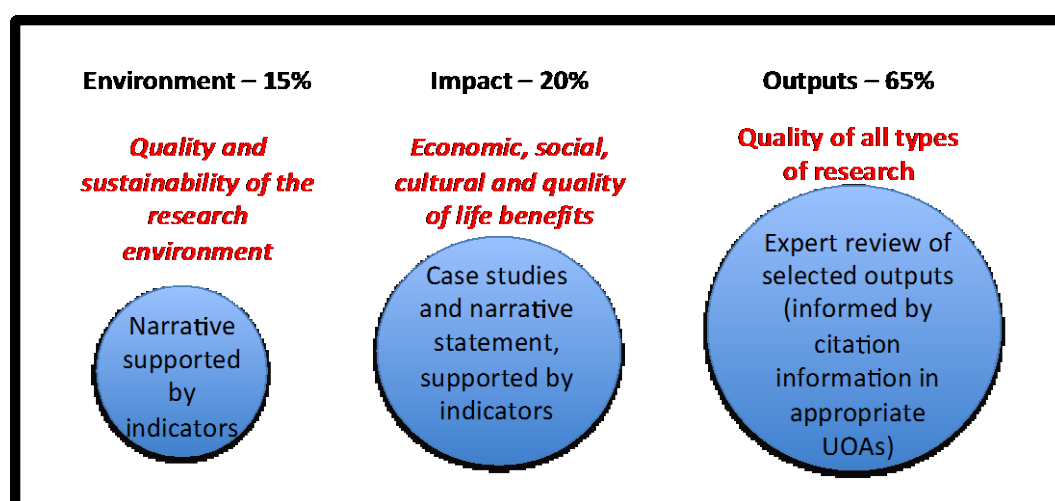 Environment – 15%
Quality and
sustainability of the
research
environment
Narrative
supported
by
indicators
Impact – 20%
Economic, social,
cultural and quality
of life benefits
Case studies
and narrative
statement,
supported by
indicators
Outputs – 65%
Quality of all types
of research
Expert review of
selected outputs
(informed by
citation
information in
appropriate
UOAs)